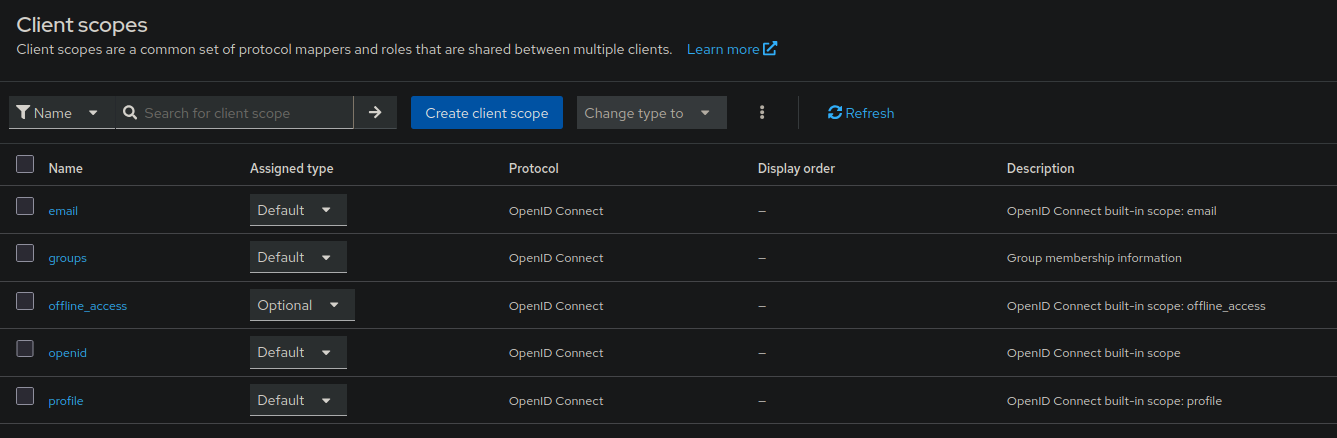 Client scopes
Client scopes are a common set of protocol mappers and roles that are shared between multiple clients. Learn more
Name Search for client scope Create client scope Change type to Refresh
Name Assigned type Protocol Display order Description
email Default OpenID Connect – OpenID Connect built-in scope: email
groups Default OpenID Connect – Group membership information
offline_access Optional OpenID Connect – OpenID Connect built-in scope: offline_access
openid Default OpenID Connect – OpenID Connect built-in scope
profile Default OpenID Connect – OpenID Connect built-in scope: profile